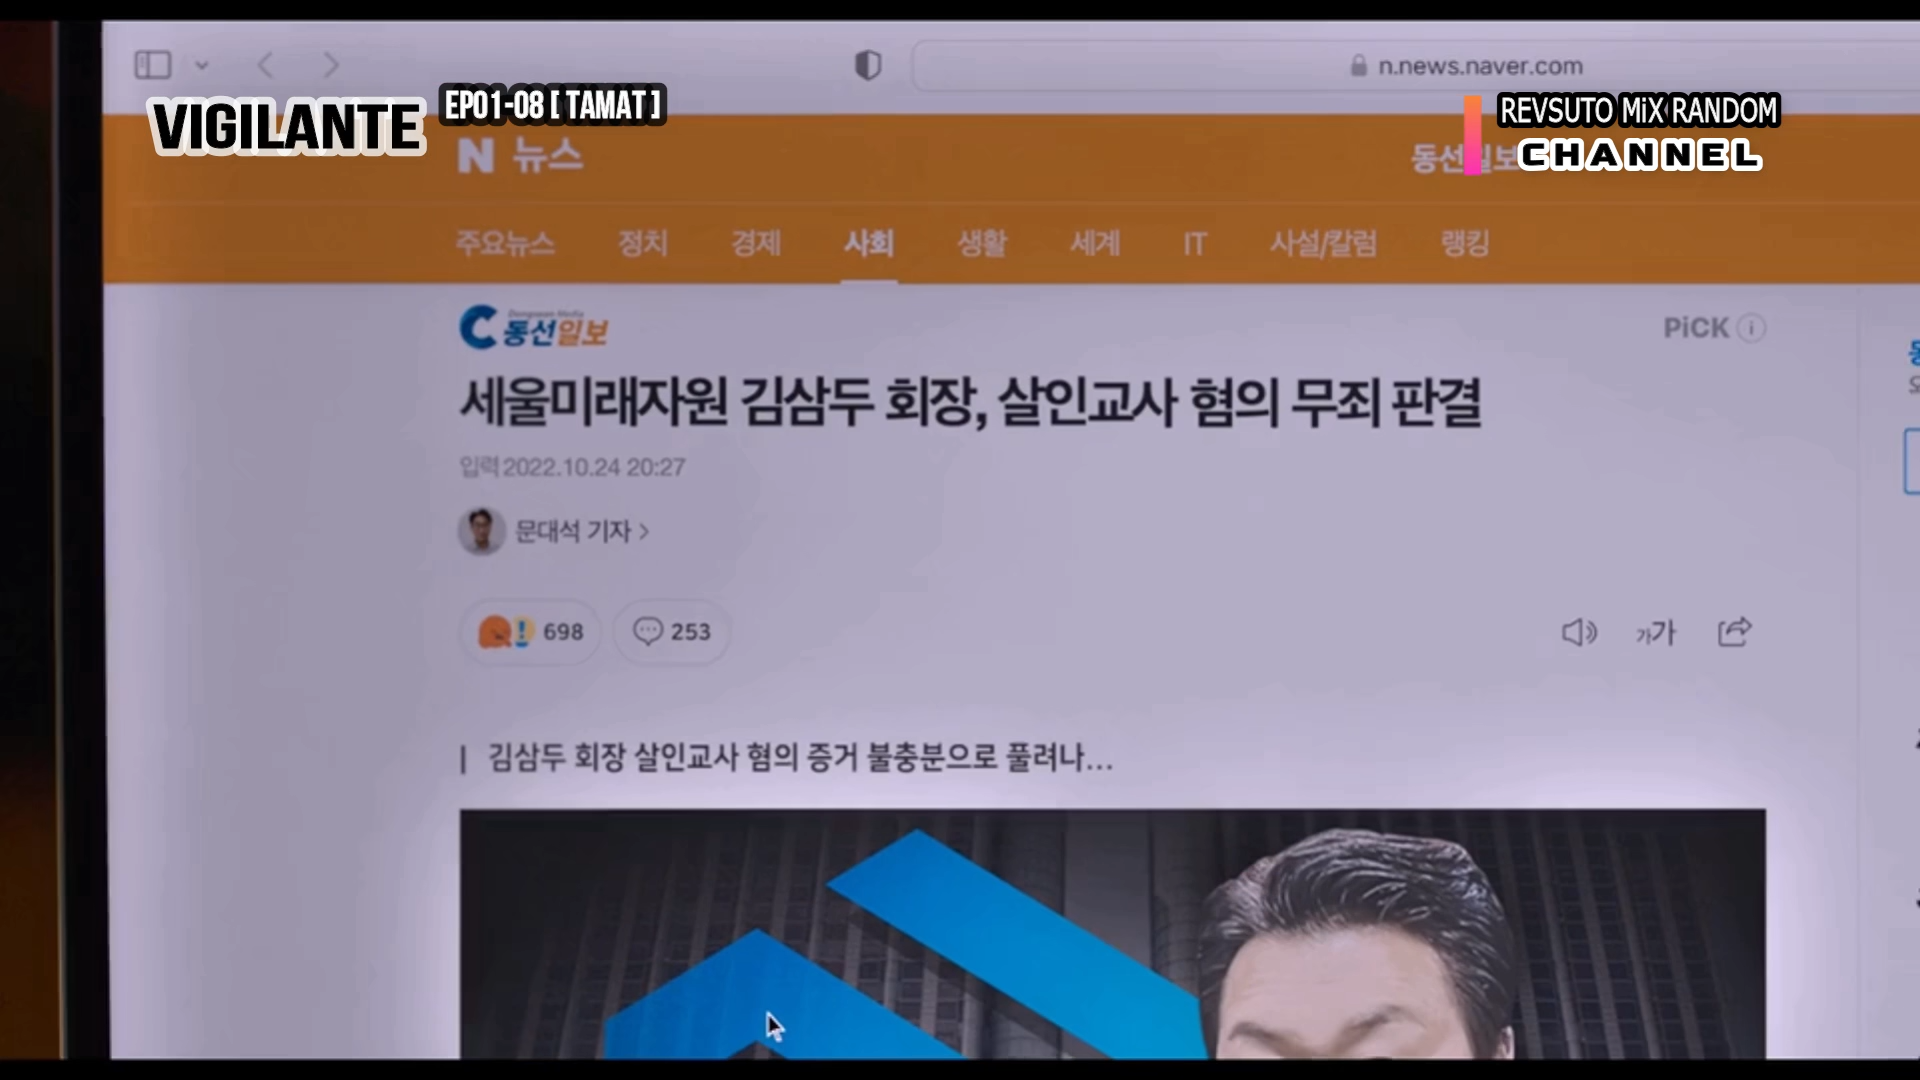 n.news.naver.com
VIGILANTE EP01-08 [ TAMAT ]
REVSUTO MiX RANDOM
CHANNEL
N 뉴스
동선일보
주요뉴스 정치 경제 사회 생활 세계 IT 사설/칼럼 랭킹
동선일보
PiCK
세울미래자원 김삼두 회장, 살인교사 혐의 무죄 판결
입력 2022.10.24 20:27
문대석 기자
698 253
가가
김삼두 회장 살인교사 혐의 증거 불충분으로 풀려나...